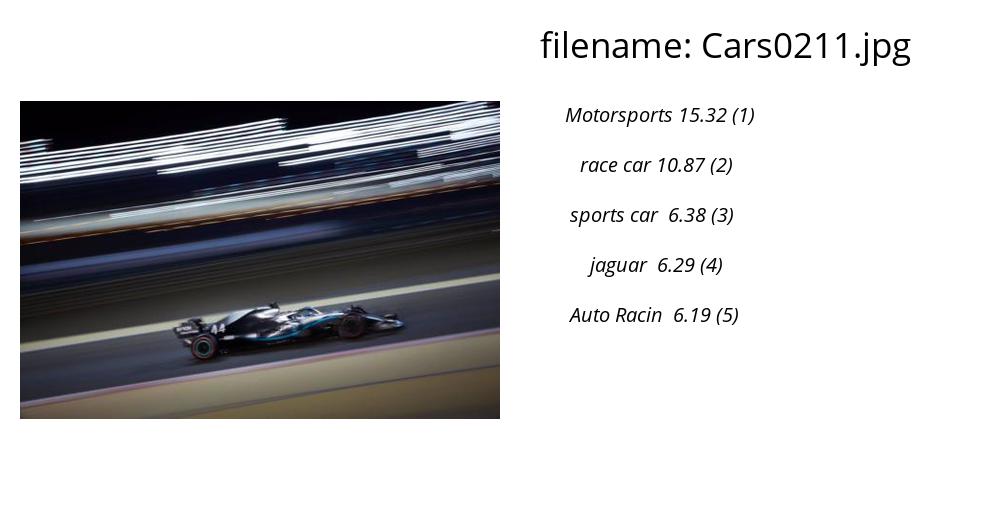 filename: Cars0211.jpg
Motorsports 15.32 (1)
race car 10.87 (2)
sports car 6.38 (3)
jaguar 6.29 (4)
Auto Racin 6.19 (5)
44